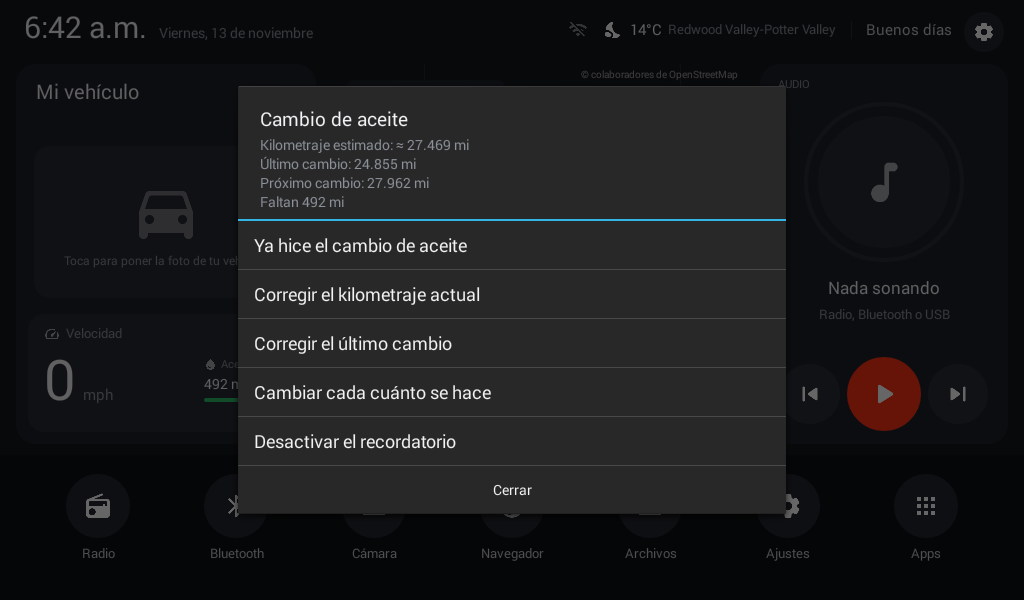 6:42 a.m.
Viernes, 13 de noviembre
14°C
Redwood Valley-Potter Valley
Buenos días
Mi vehículo
© colaboradores de OpenStreetMap
AUDIO
Cambio de aceite
Kilometraje estimado: ≈ 27.469 mi
Último cambio: 24.855 mi
Próximo cambio: 27.962 mi
Faltan 492 mi
Ya hice el cambio de aceite
Corregir el kilometraje actual
Corregir el último cambio
Cambiar cada cuánto se hace
Desactivar el recordatorio
Cerrar
Toca para poner la foto de tu
Velocidad
0 mph
492
Nada sonando
Radio, Bluetooth o USB
Radio
Bluetooth
Cámara
Navegador
Archivos
Ajustes
Apps